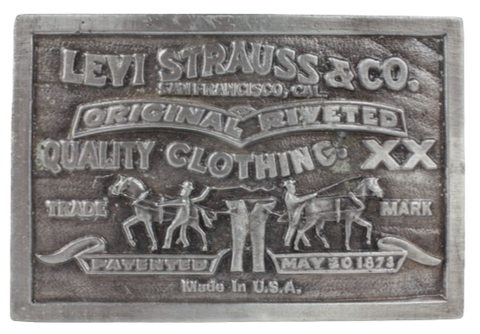 LEVI STRAUSS & CO.
SAN FRANCISCO, CAL.
ORIGINAL RIVETED
QUALITY CLOTHING XX
TRADE MARK
PATENTED MAY 20 1873
Made in U.S.A.